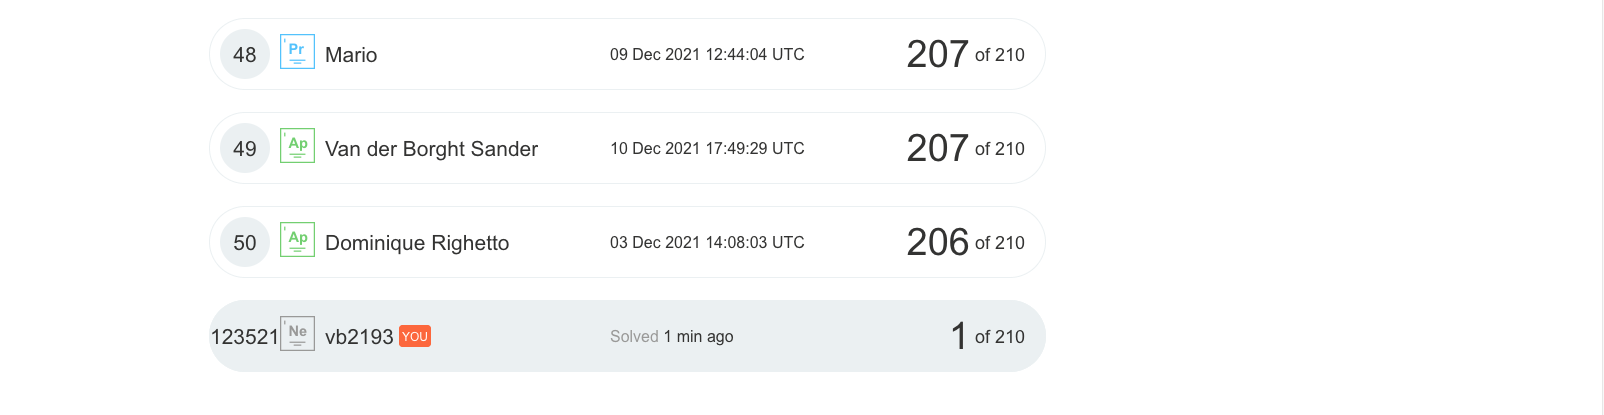 48 Pr Mario 09 Dec 2021 12:44:04 UTC 207 of 210
49 Ap Van der Borght Sander 10 Dec 2021 17:49:29 UTC 207 of 210
50 Ap Dominique Righetto 03 Dec 2021 14:08:03 UTC 206 of 210
123521 Ne vb2193 YOU Solved 1 min ago 1 of 210